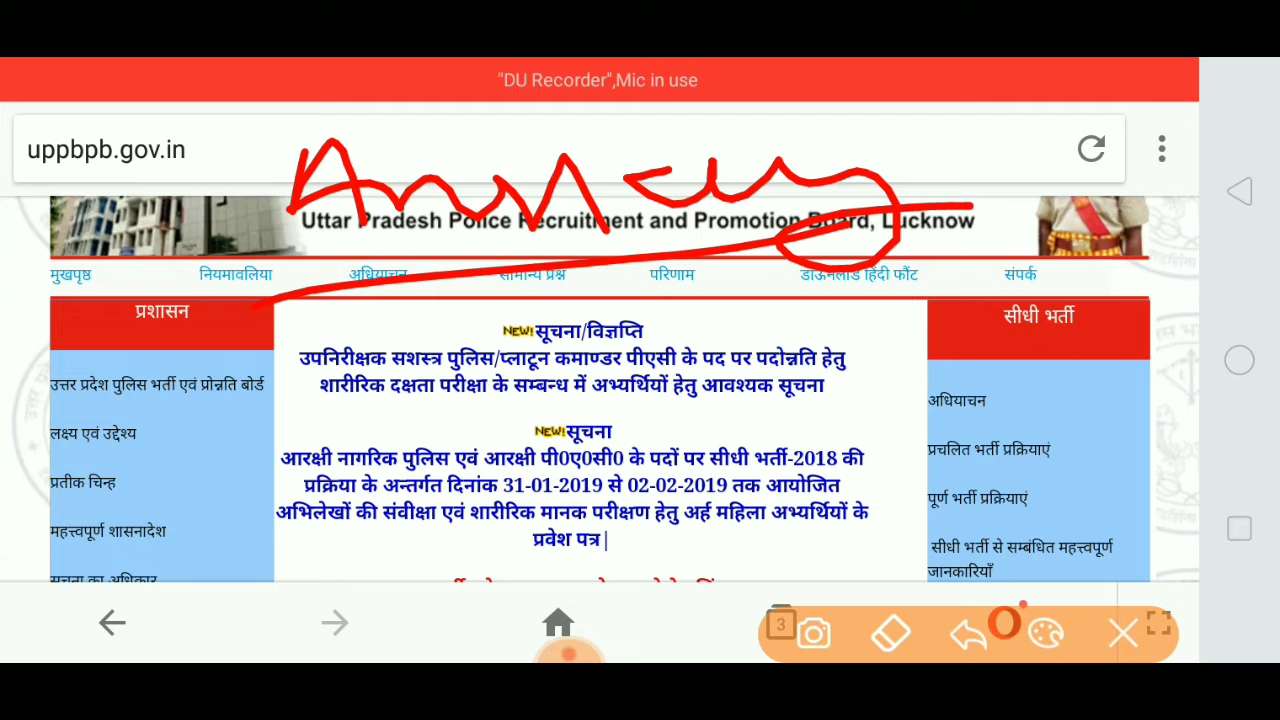 "DU Recorder",Mic in use
uppbpb.gov.in
Uttar Pradesh Police Recruitment and Promotion Board, Lucknow
मुखपृष्ठ नियमावलिया अधियाचन सामान्य प्रश्न परिणाम डाऊनलोड हिंदी फौंट संपर्क
प्रशासन
उत्तर प्रदेश पुलिस भर्ती एवं प्रोन्नति बोर्ड
लक्ष्य एवं उद्देश्य
प्रतीक चिन्ह
महत्त्वपूर्ण शासनादेश
सूचना का अधिकार
NEW! सूचना/विज्ञप्ति
उपनिरीक्षक सशस्त्र पुलिस/प्लाटून कमाण्डर पीएसी के पद पर पदोन्नति हेतु
शारीरिक दक्षता परीक्षा के सम्बन्ध में अभ्यर्थियों हेतु आवश्यक सूचना
NEW! सूचना
आरक्षी नागरिक पुलिस एवं आरक्षी पी0ए0सी0 के पदों पर सीधी भर्ती-2018 की
प्रक्रिया के अन्तर्गत दिनांक 31-01-2019 से 02-02-2019 तक आयोजित
अभिलेखों की संवीक्षा एवं शारीरिक मानक परीक्षण हेतु अर्ह महिला अभ्यर्थियों के
प्रवेश पत्र|
सीधी भर्ती
अधियाचन
प्रचलित भर्ती प्रक्रियाएं
पूर्ण भर्ती प्रक्रियाएं
सीधी भर्ती से सम्बंधित महत्त्वपूर्ण
जानकारियाँ
3